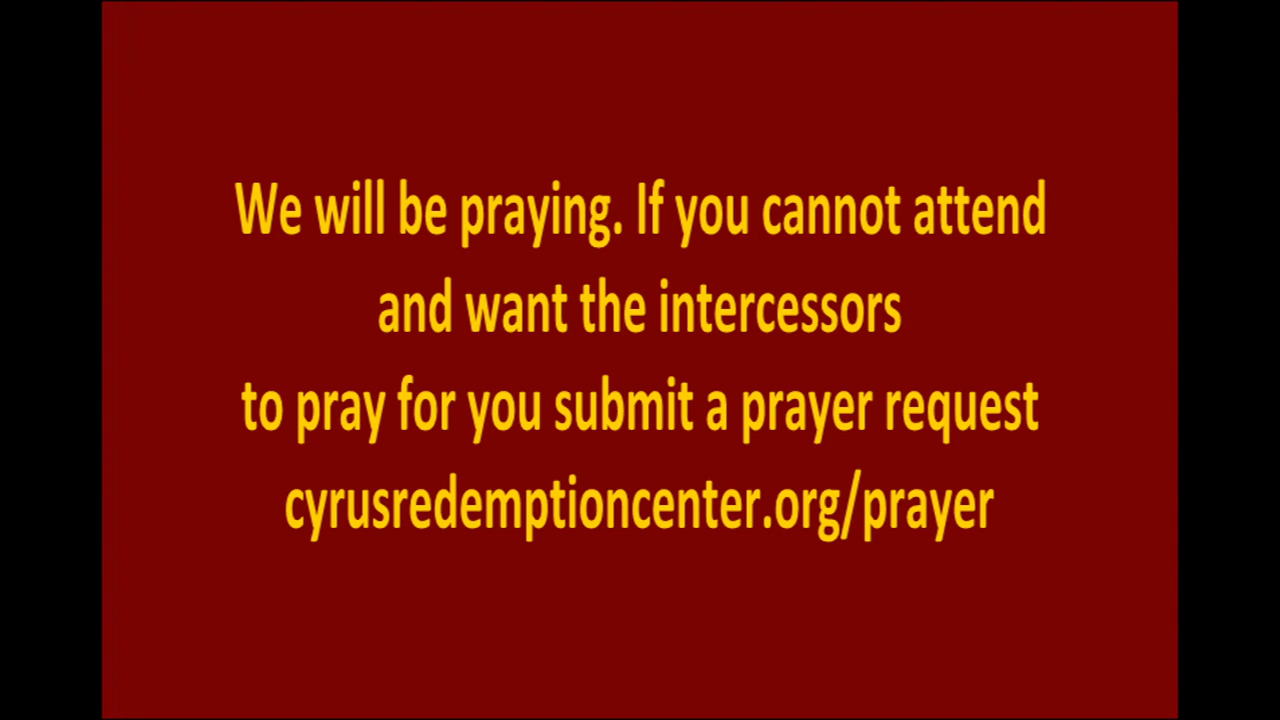 We will be praying. If you cannot attend
and want the intercessors
to pray for you submit a prayer request
cyrusredemptioncenter.org/prayer